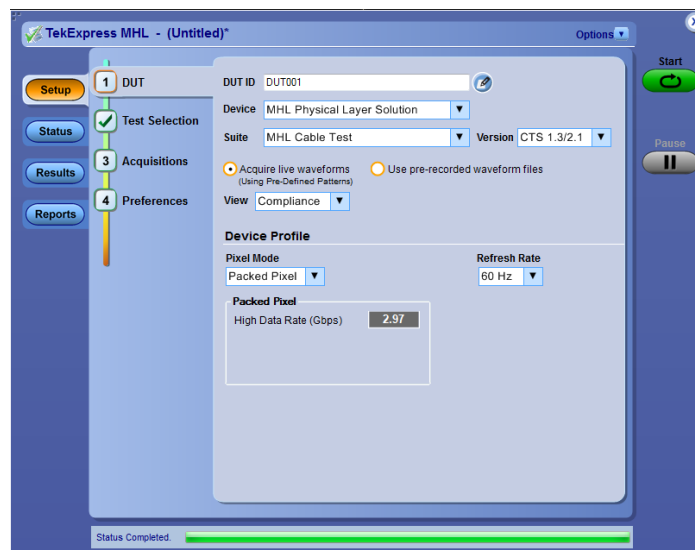 TekExpress MHL - (Untitled)*
Options
Start
Pause
Setup
Status
Results
Reports
1 DUT
Test Selection
3 Acquisitions
4 Preferences
DUT ID DUT001
Device MHL Physical Layer Solution
Suite MHL Cable Test Version CTS 1.3/2.1
Acquire live waveforms Use pre-recorded waveform files
(Using Pre-Defined Patterns)
View Compliance
Device Profile
Pixel Mode Refresh Rate
Packed Pixel 60 Hz
Packed Pixel
High Data Rate (Gbps) 2.97
Status Completed.